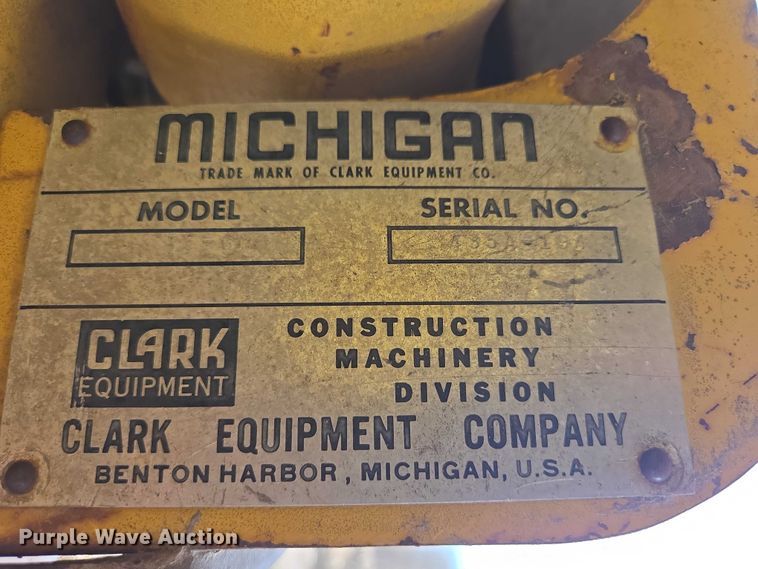 MICHIGAN
TRADE MARK OF CLARK EQUIPMENT CO.
MODEL SERIAL NO.
CLARK
EQUIPMENT
CONSTRUCTION
MACHINERY
DIVISION
CLARK EQUIPMENT COMPANY
BENTON HARBOR, MICHIGAN, U.S.A.
Purple Wave Auction